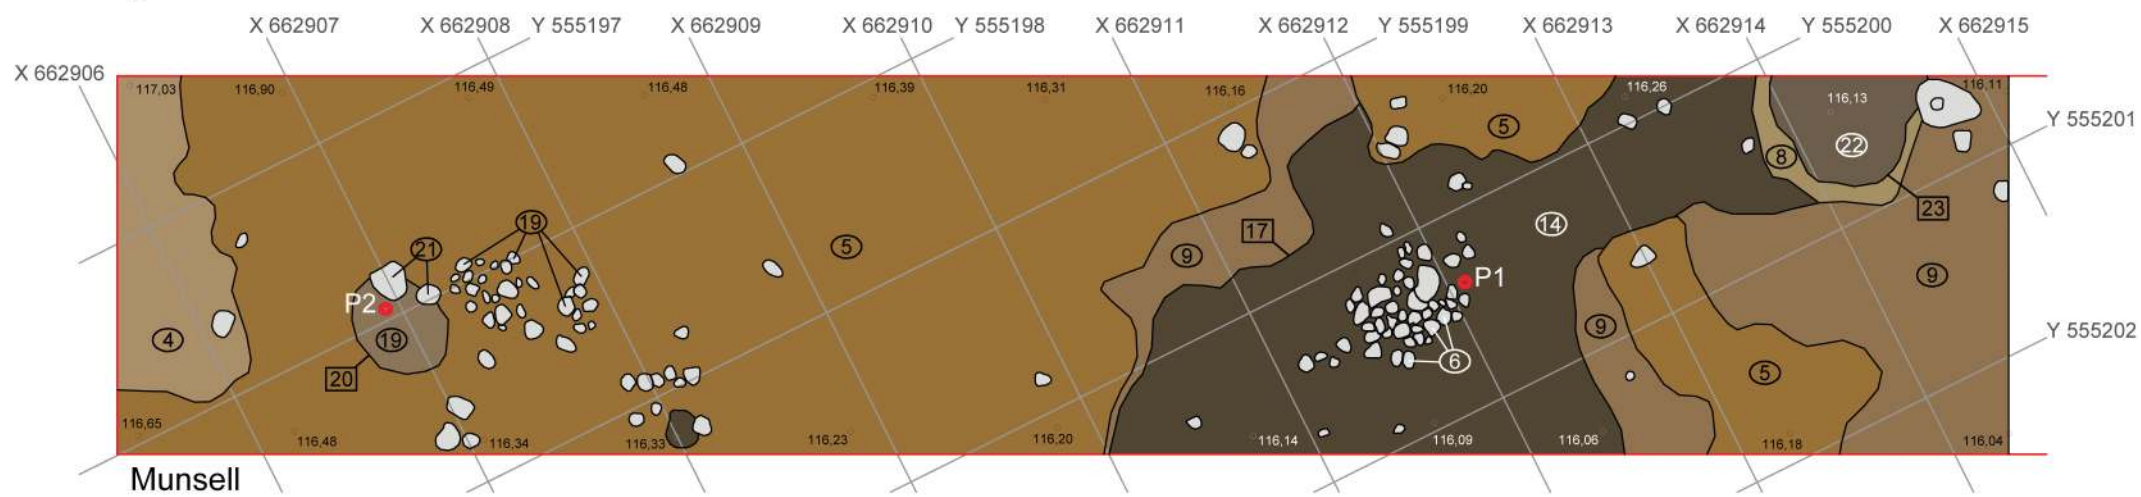 X 662907 X 662908 Y 555197 X 662909 X 662910 Y 555198 X 662911 X 662912 Y 555199 X 662913 X 662914 Y 555200 X 662915
X 662906
117,03 116,90 116,49 116,48 116,39 116,31 116,16 116,20 116,26 116,13 116,11
Y 555201
5 22
8
23
19 14
21 5 17 9 9
P2 P1
4 19 9 Y 555202
20 6 5
116,65 116,48 116,34 116,33 116,23 116,20 116,14 116,09 116,06 116,18 116,04
Munsell